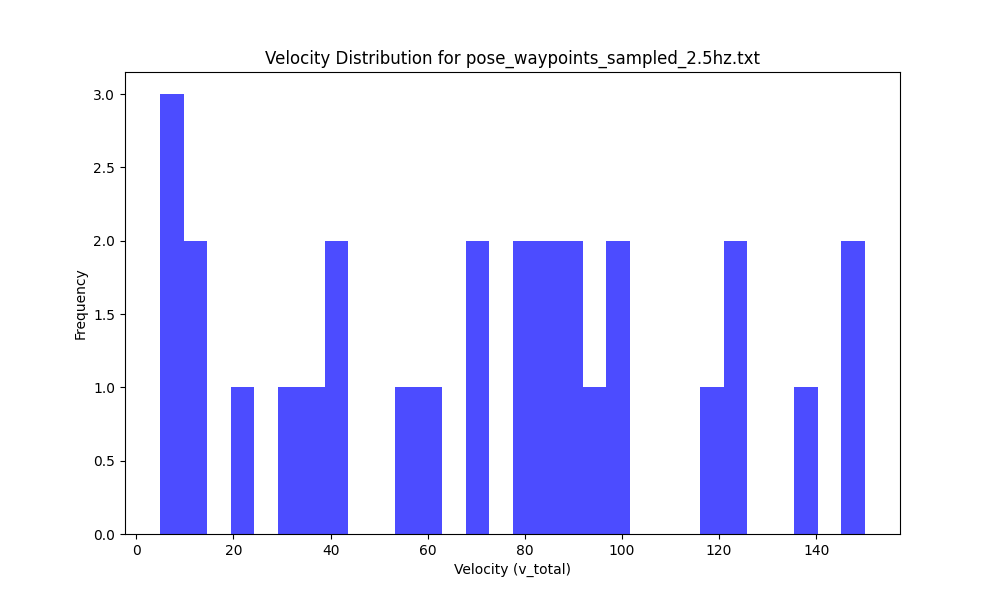 Velocity Distribution for pose_waypoints_sampled_2.5hz.txt
3.0
2.5
2.0
1.5
1.0
0.5
0.0
Frequency
0 20 40 60 80 100 120 140
Velocity (v_total)